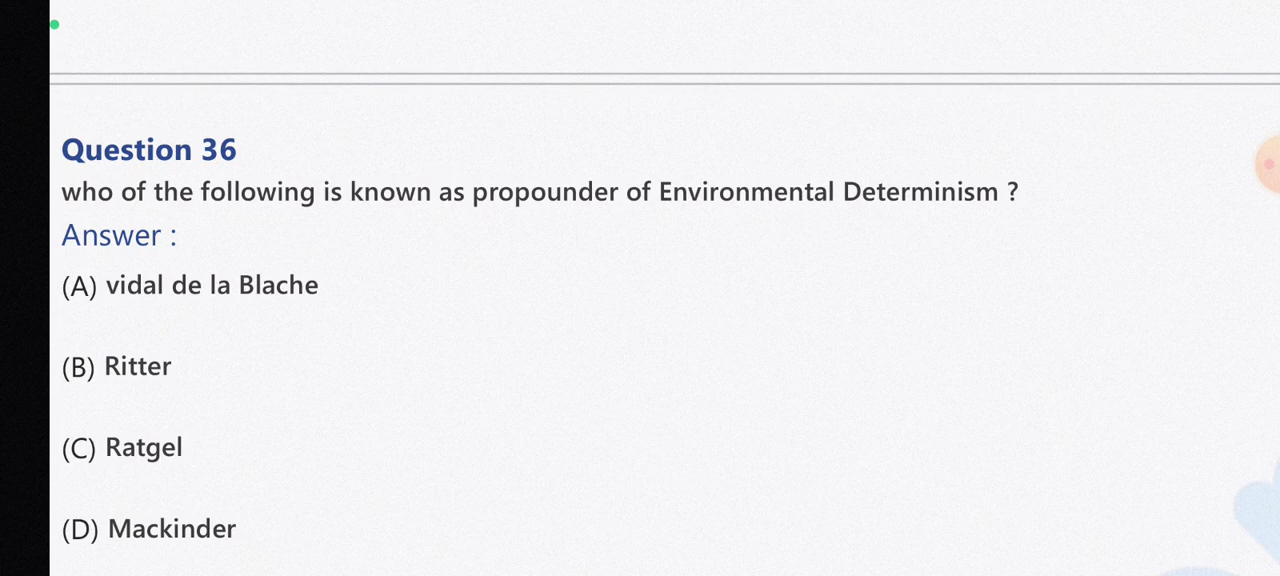 Question 36
who of the following is known as propounder of Environmental Determinism ?
Answer :
(A) vidal de la Blache
(B) Ritter
(C) Ratgel
(D) Mackinder